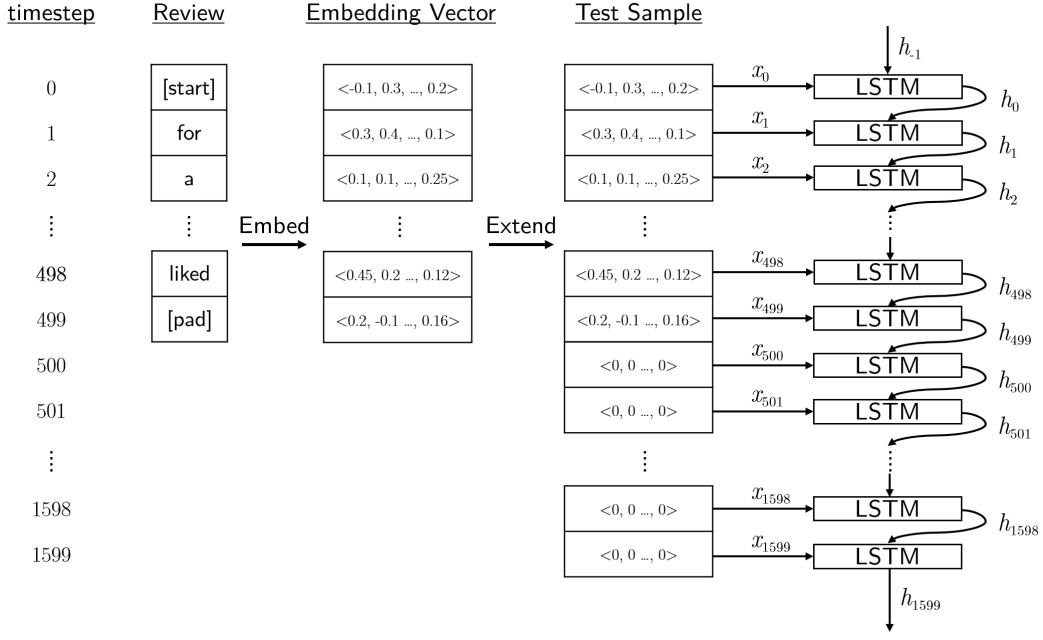 timestep Review Embedding Vector Test Sample
h-1
0 [start] <-0.1, 0.3, ..., 0.2> <-0.1, 0.3, ..., 0.2> x0 LSTM
h0
1 for <0.3, 0.4, ..., 0.1> <0.3, 0.4, ..., 0.1> x1 LSTM
h1
2 a <0.1, 0.1, ..., 0.25> <0.1, 0.1, ..., 0.25> x2 LSTM
h2
Embed Extend
498 liked <0.45, 0.2 ..., 0.12> <0.45, 0.2 ..., 0.12> x498 LSTM
h498
499 [pad] <0.2, -0.1 ..., 0.16> <0.2, -0.1 ..., 0.16> x499 LSTM
h499
500 <0, 0 ..., 0> x500 LSTM
h500
501 <0, 0 ..., 0> x501 LSTM
h501
1598 <0, 0 ..., 0> x1598 LSTM
h1598
1599 <0, 0 ..., 0> x1599 LSTM
h1599